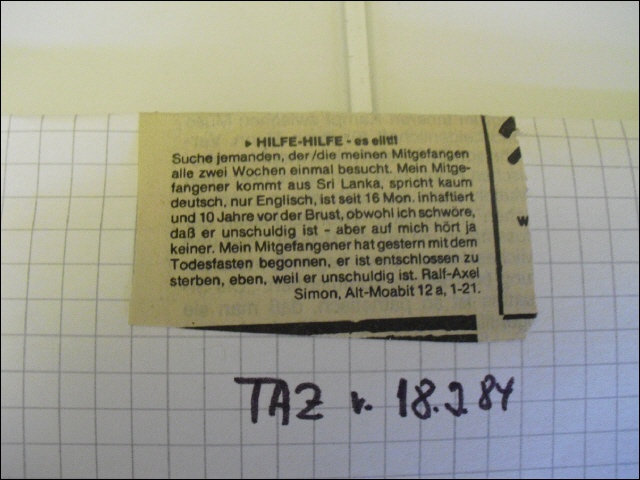 ▸ HILFE-HILFE - es eilt!!
Suche jemanden, der/die meinen Mitgefangen
alle zwei Wochen einmal besucht. Mein Mitge-
fangener kommt aus Sri Lanka, spricht kaum
deutsch, nur Englisch, ist seit 16 Mon. inhaftiert
und 10 Jahre vor der Brust, obwohl ich schwöre,
daß er unschuldig ist - aber auf mich hört ja
keiner. Mein Mitgefangener hat gestern mit dem
Todesfasten begonnen, er ist entschlossen zu
sterben, eben, weil er unschuldig ist. Ralf-Axel
Simon, Alt-Moabit 12 a, 1-21.
w
TAZ v. 18.2.84